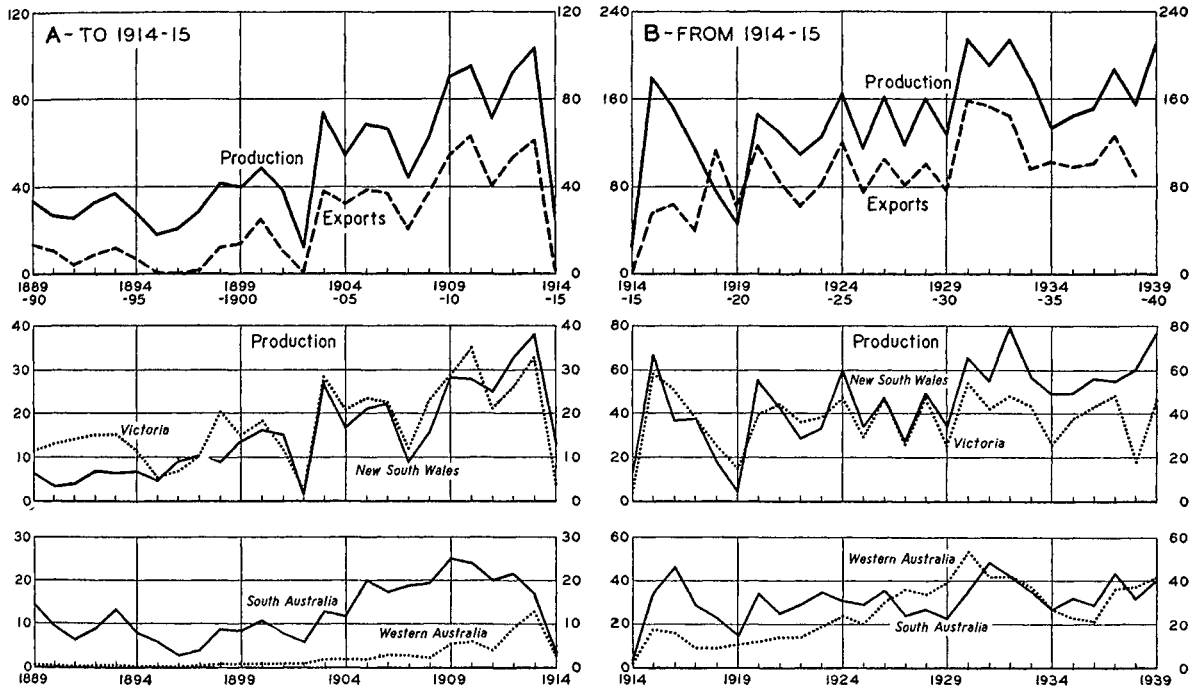 120
A-TO 1914-15
120
80
80
Production
40
40
Exports
0
0
1889 1894 1899 1904 1909 1914
-90 -95 -1900 -05 -10 -15
240
B-FROM 1914-15
240
Production
160
160
80
80
Exports
0
0
1914 1919 1924 1929 1934 1939
-15 -20 -25 -30 -35 -40
40
40
Production
30
30
20
20
Victoria
10
10
New South Wales
0
0
80
80
Production
60
60
New South Wales
40
40
Victoria
20
20
0
0
30
30
20
20
South Australia
10
10
Western Australia
0
0
1889 1894 1899 1904 1909 1914
60
60
Western Australia
40
40
20
20
South Australia
0
0
1914 1919 1924 1929 1934 1939